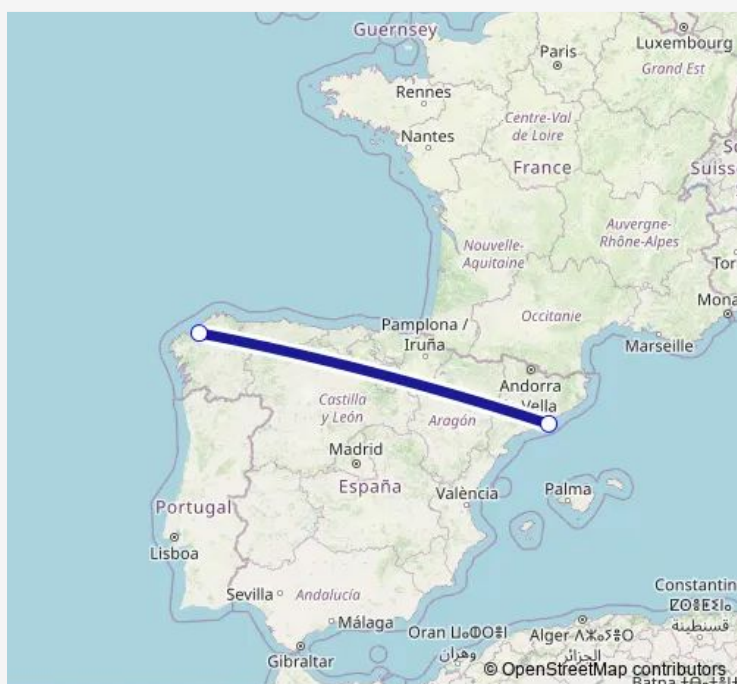 Guernsey
Paris
Luxembourg
Grand Est
Rennes
Centre-Val
de Loire
Nantes
France
Suiss
Auvergne-
Rhône-Alpes
Nouvelle-
Aquitaine
Occitanie
Mona
Marseille
Pamplona /
Iruña
Andorra
Vella
Castilla
y León
Aragón
Madrid
España
València
Palma
Portugal
Lisboa
Sevilla
Andalucía
Málaga
Gibraltar
Constantin
قسنطينة
Oran
وهران
Alger
الجزائر
© OpenStreetMap contributors